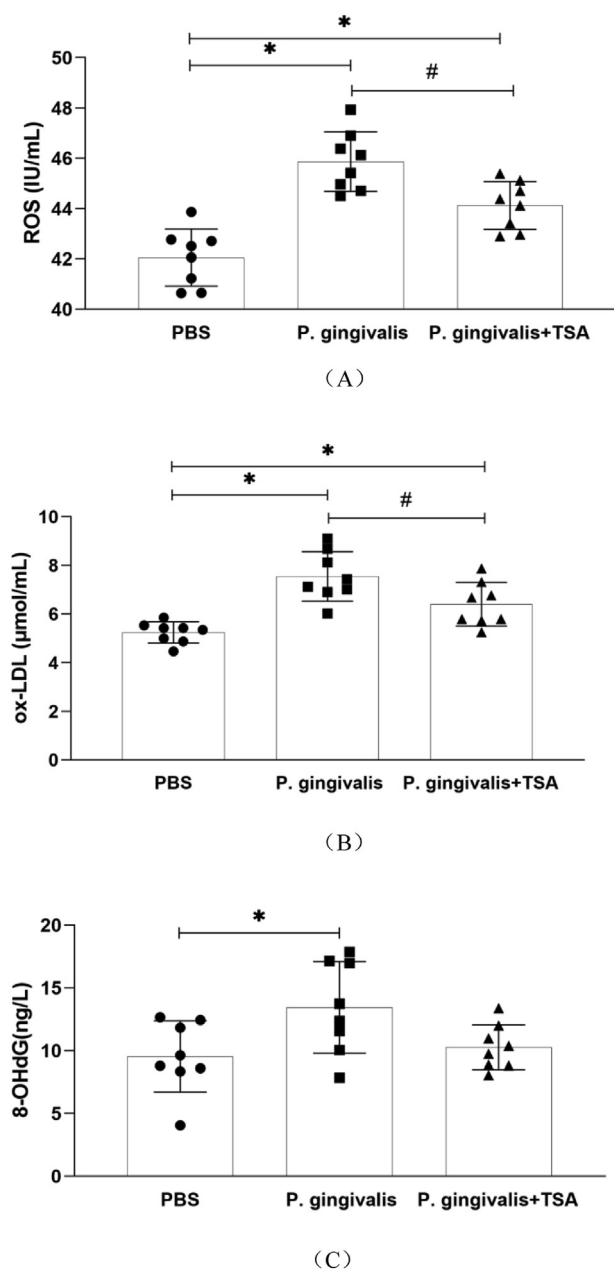 *
*
#
50
48
46
44
42
40
ROS (IU/mL)
PBS
P. gingivalis
P. gingivalis+TSA
（A）
*
*
#
10
8
6
4
2
0
ox-LDL (μmol/mL)
PBS
P. gingivalis
P. gingivalis+TSA
（B）
*
20
15
10
5
0
8-OHdG(ng/L)
PBS
P. gingivalis
P. gingivalis+TSA
（C）